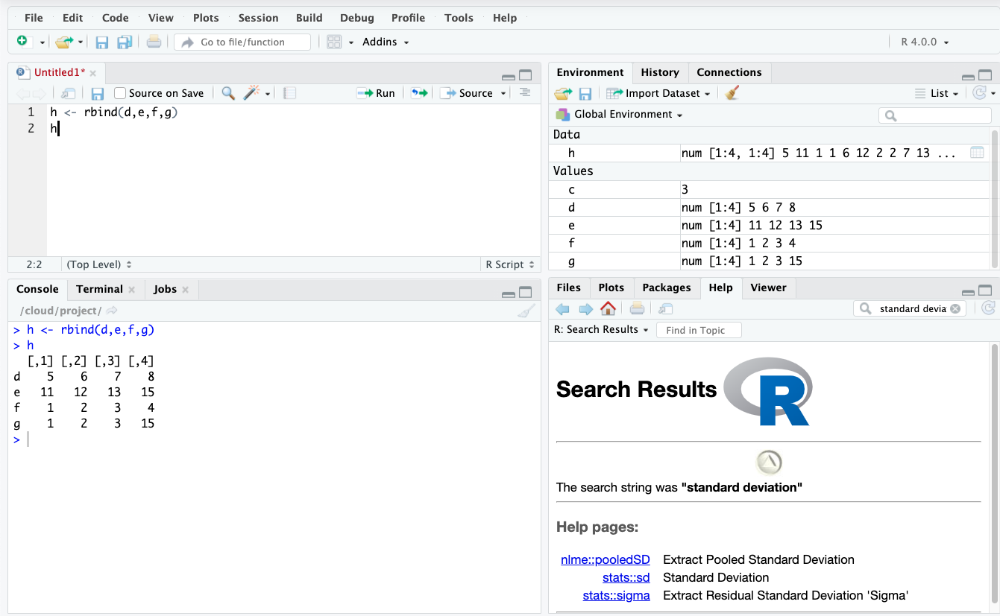 File Edit Code View Plots Session Build Debug Profile Tools Help
Go to file/function Addins R 4.0.0
Untitled1*
Source on Save Run Source
1 h <- rbind(d,e,f,g)
2 h
2:2 (Top Level) R Script
Console Terminal Jobs
/cloud/project/
> h <- rbind(d,e,f,g)
> h
[,1] [,2] [,3] [,4]
d 5 6 7 8
e 11 12 13 15
f 1 2 3 4
g 1 2 3 15
>
Environment History Connections
Import Dataset List
Global Environment
Data
h num [1:4, 1:4] 5 11 1 1 6 12 2 2 7 13 ...
Values
c 3
d num [1:4] 5 6 7 8
e num [1:4] 11 12 13 15
f num [1:4] 1 2 3 4
g num [1:4] 1 2 3 15
Files Plots Packages Help Viewer
standard devia
R: Search Results Find in Topic
Search Results R
The search string was "standard deviation"
Help pages:
nlme::pooledSD Extract Pooled Standard Deviation
stats::sd Standard Deviation
stats::sigma Extract Residual Standard Deviation 'Sigma'